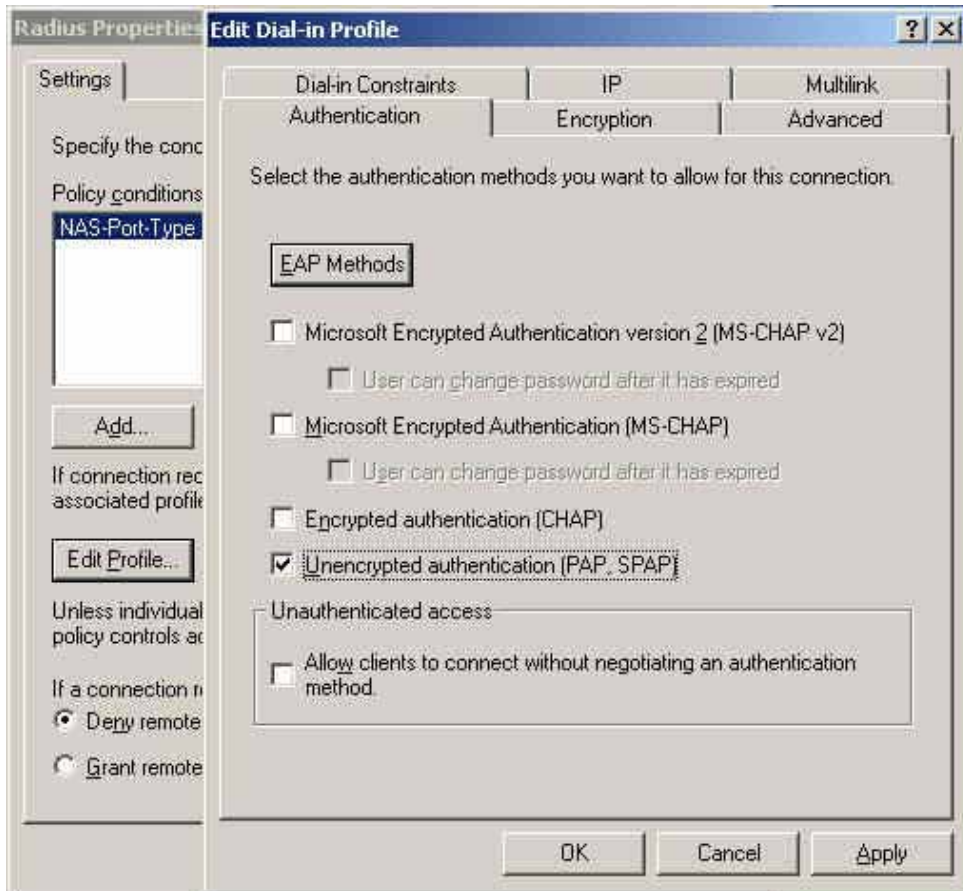 Radius Properties
Settings
Specify the conc
Policy conditions
NAS-Port-Type
Add...
If connection rec
associated profile
Edit Profile...
Unless individual
policy controls ac
If a connection r
Deny remote
Grant remote
Edit Dial-in Profile
Dial-in Constraints
IP
Multilink
Authentication
Encryption
Advanced
Select the authentication methods you want to allow for this connection.
EAP Methods
Microsoft Encrypted Authentication version 2 (MS-CHAP v2)
User can change password after it has expired
Microsoft Encrypted Authentication (MS-CHAP)
User can change password after it has expired
Encrypted authentication (CHAP)
Unencrypted authentication (PAP, SPAP)
Unauthenticated access
Allow clients to connect without negotiating an authentication
method.
OK
Cancel
Apply